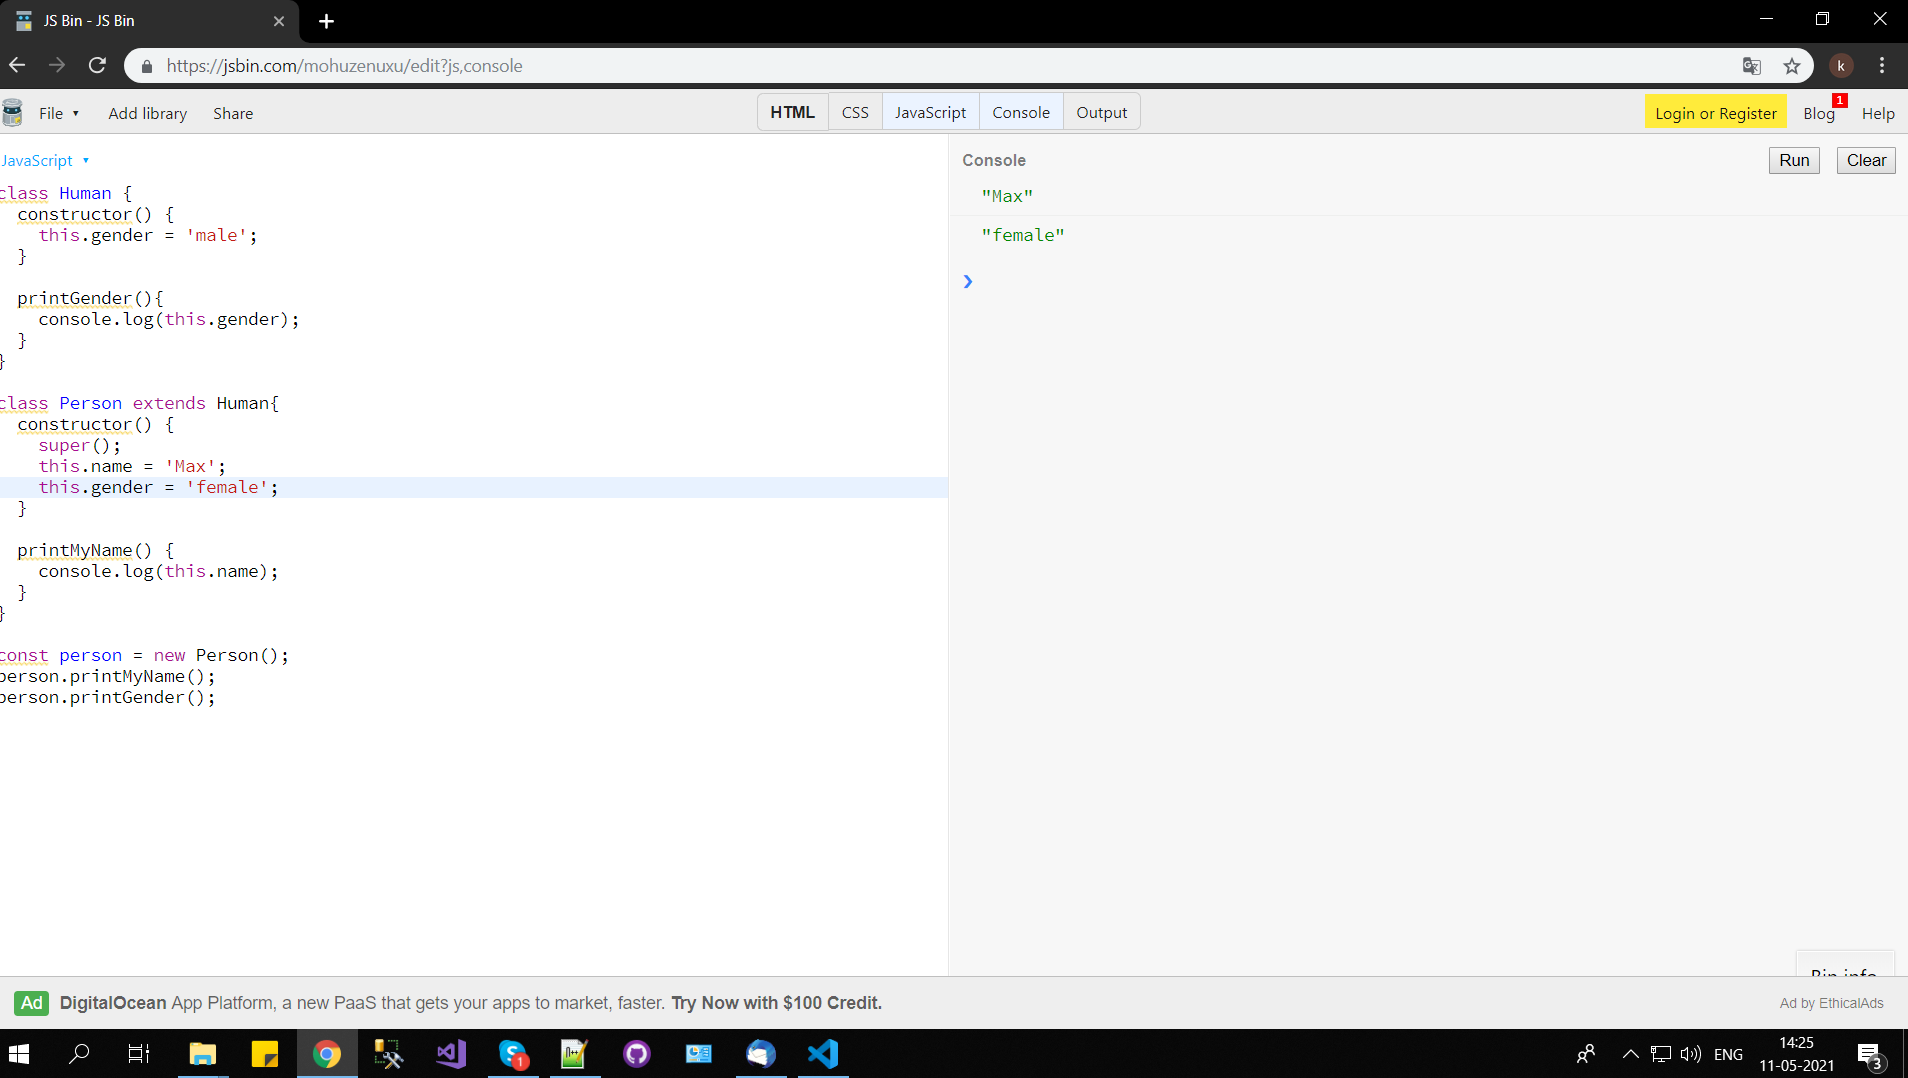 JS Bin - JS Bin
https://jsbin.com/mohuzenuxu/edit?js,console
k
File ▾ Add library Share
HTML CSS JavaScript Console Output
Login or Register Blog 1 Help
JavaScript ▾
class Human {
constructor() {
this.gender = 'male';
}
printGender(){
console.log(this.gender);
}
}
class Person extends Human{
constructor() {
super();
this.name = 'Max';
this.gender = 'female';
}
printMyName() {
console.log(this.name);
}
}
const person = new Person();
person.printMyName();
person.printGender();
Console Run Clear
"Max"
"female"
Bin info
Ad DigitalOcean App Platform, a new PaaS that gets your apps to market, faster. Try Now with $100 Credit.
Ad by EthicalAds
1
ENG
14:25
11-05-2021
3